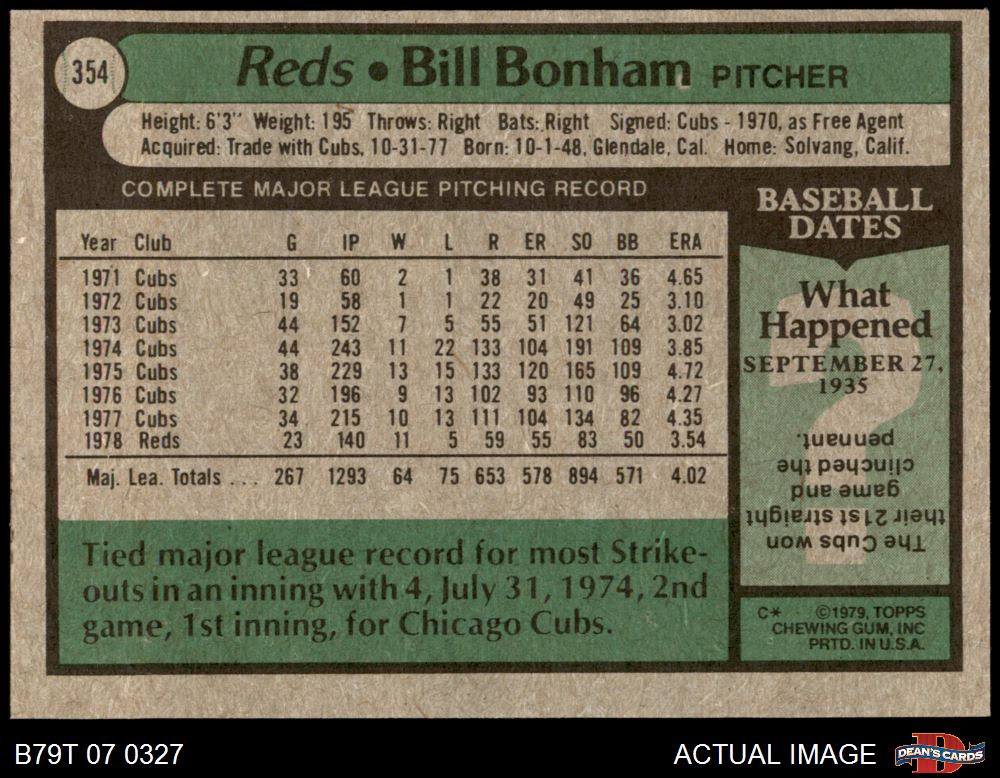 354
Reds • Bill Bonham PITCHER
Height: 6'3" Weight: 195 Throws: Right Bats: Right Signed: Cubs - 1970, as Free Agent
Acquired: Trade with Cubs, 10-31-77 Born: 10-1-48, Glendale, Cal. Home: Solvang, Calif.
COMPLETE MAJOR LEAGUE PITCHING RECORD
Year Club G IP W L R ER SO BB ERA
1971 Cubs 33 60 2 1 38 31 41 36 4.65
1972 Cubs 19 58 1 1 22 20 49 25 3.10
1973 Cubs 44 152 7 5 55 51 121 64 3.02
1974 Cubs 44 243 11 22 133 104 191 109 3.85
1975 Cubs 38 229 13 15 133 120 165 109 4.72
1976 Cubs 32 196 9 13 102 93 110 96 4.27
1977 Cubs 34 215 10 13 111 104 134 82 4.35
1978 Reds 23 140 11 5 59 55 83 50 3.54
Maj. Lea. Totals . . . 267 1293 64 75 653 578 894 571 4.02
Tied major league record for most Strike-
outs in an inning with 4, July 31, 1974, 2nd
game, 1st inning, for Chicago Cubs.
BASEBALL
DATES
What
Happened
SEPTEMBER 27,
1935
?
The Cubs won
their 21st straight
game and
clinched the
pennant.
C* ©1979, TOPPS
CHEWING GUM, INC
PRTD. IN U.S.A.
B79T 07 0327
ACTUAL IMAGE
D
DEAN'S CARDS